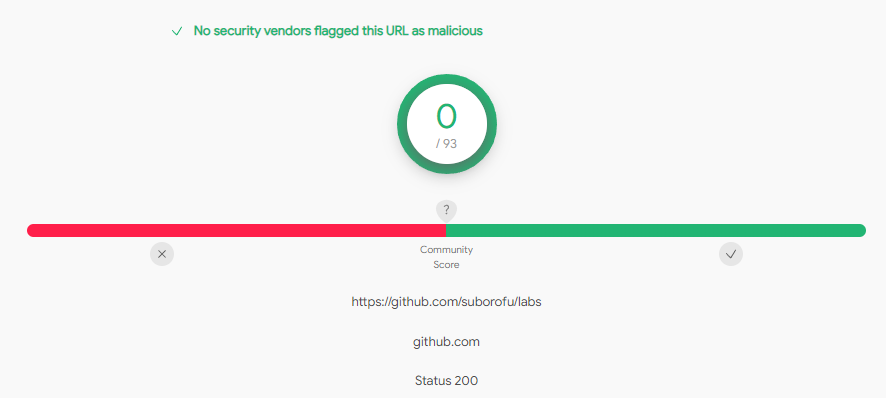 No security vendors flagged this URL as malicious
0
/ 93
?
Community
Score
https://github.com/suborofu/labs
github.com
Status 200